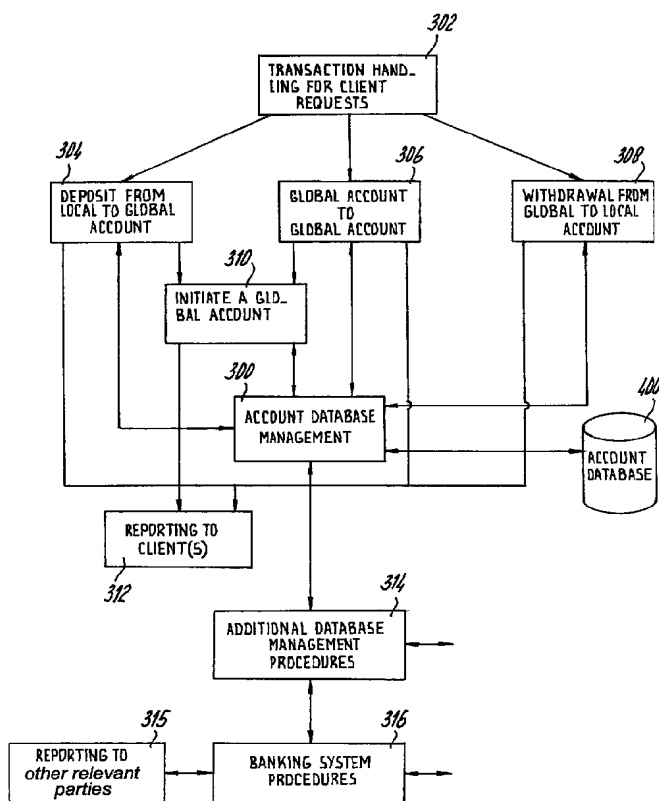 302
TRANSACTION HAND_
LING FOR CLIENT
REQUESTS
304
DEPOSIT FROM
LOCAL TO GLOBAL
ACCOUNT
306
GLOBAL ACCOUNT
TO
GLOBAL ACCOUNT
308
WITHDRAWAL FROM
GLOBAL TO LOCAL
ACCOUNT
310
INITIATE A GLO_
BAL ACCOUNT
300
ACCOUNT DATABASE
MANAGEMENT
400
ACCOUNT
DATABASE
REPORTING TO
CLIENT(S)
312
314
ADDITIONAL DATABASE
MANAGEMENT
PROCEDURES
315
REPORTING TO
other relevant
parties
316
BANKING SYSTEM
PROCEDURES